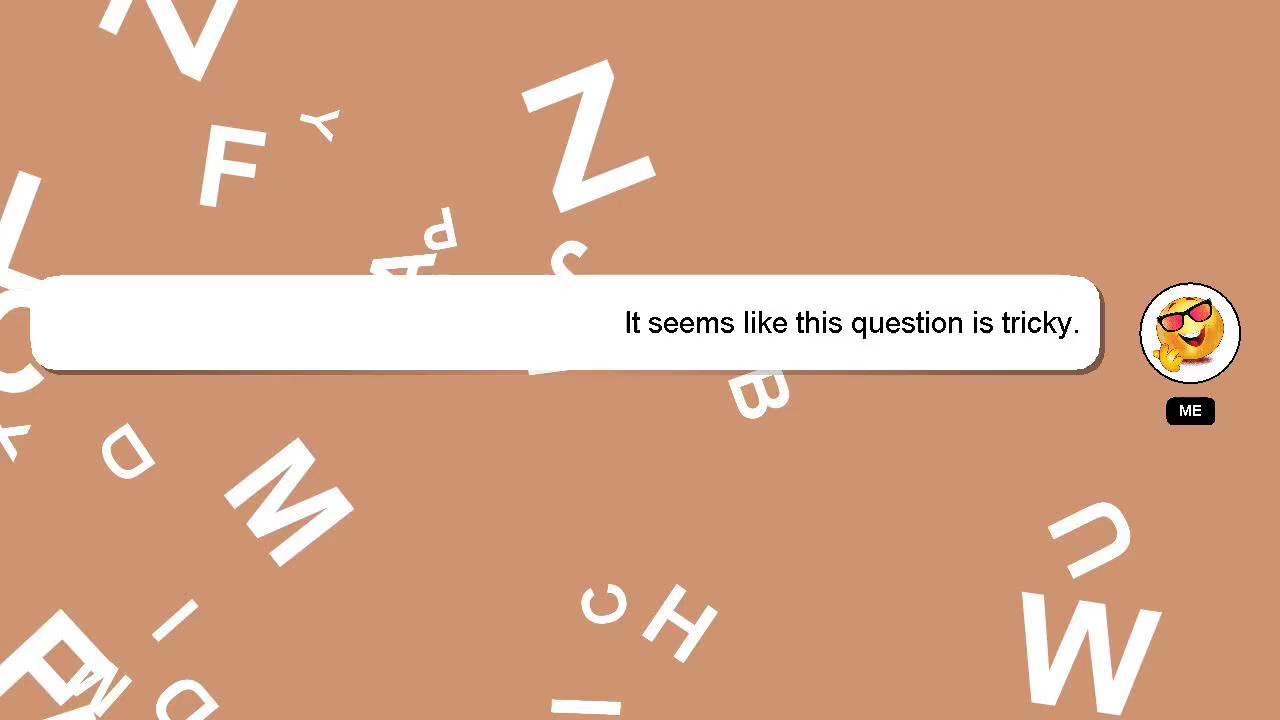 N
F
Y
Z
L
P
A
J
It seems like this question is tricky.
C
B
ME
Y
D
M
U
C
H
W
I
D
I